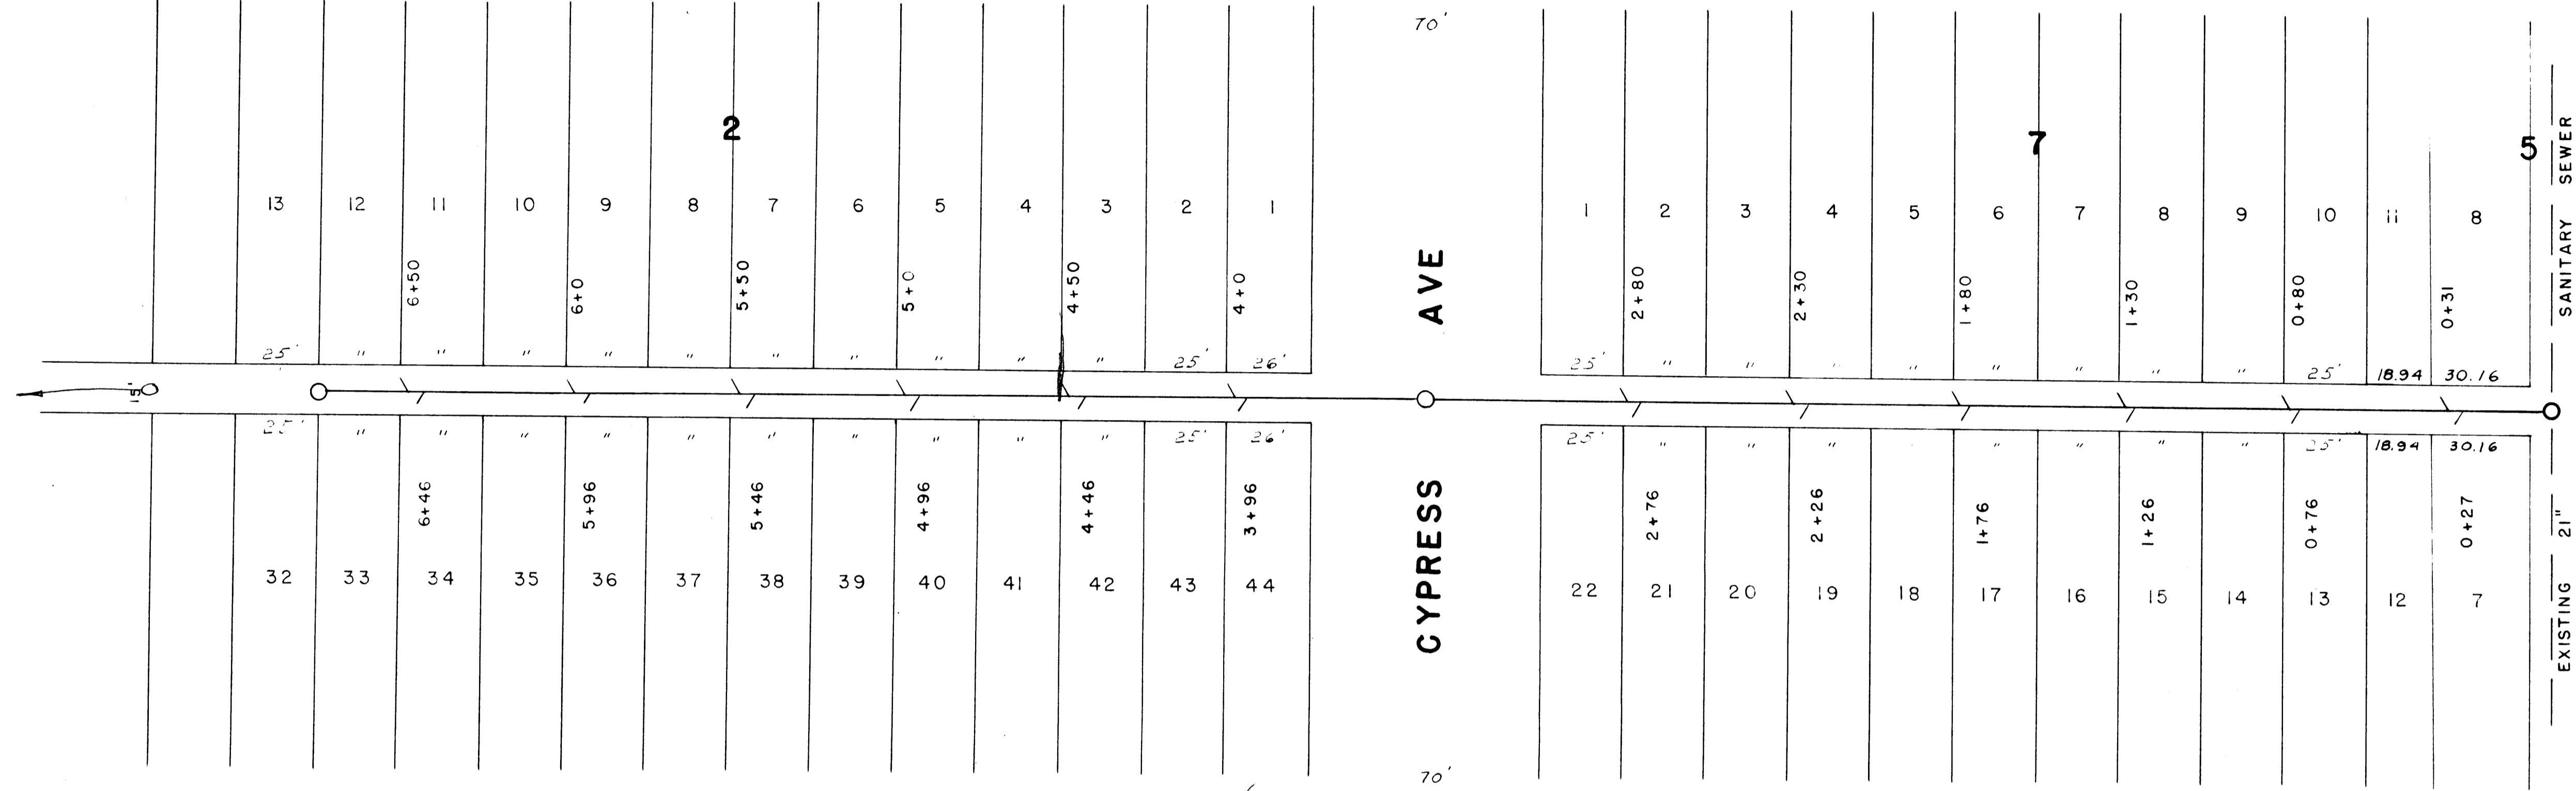 70'
2
7
5
13 12 11 10 9 8 7 6 5 4 3 2 1
1 2 3 4 5 6 7 8 9 10 11 8
6+50 6+0 5+50 5+0 4+50 4+0
2+80 2+30 1+80 1+30 0+80 0+31
25' " " " " " " " " " " 25' 26'
25' " " " " " " " " 25' 18.94 30.16
15'
25' " " " " " " " " " " 25' 26'
25' " " " " " " " 25' 18.94 30.16
6+46 5+96 5+46 4+96 4+46 3+96
2+76 2+26 1+76 1+26 0+76 0+27
32 33 34 35 36 37 38 39 40 41 42 43 44
22 21 20 19 18 17 16 15 14 13 12 7
CYPRESS AVE
70'
EXISTING 21" SANITARY SEWER